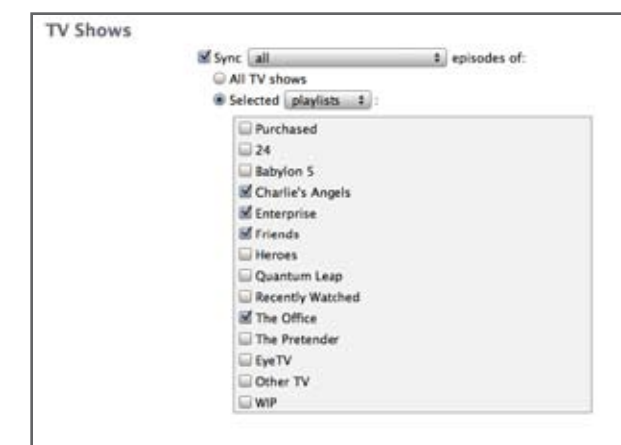 TV Shows
Sync all episodes of:
All TV shows
Selected playlists :
Purchased
24
Babylon 5
Charlie's Angels
Enterprise
Friends
Heroes
Quantum Leap
Recently Watched
The Office
The Pretender
EyeTV
Other TV
WIP